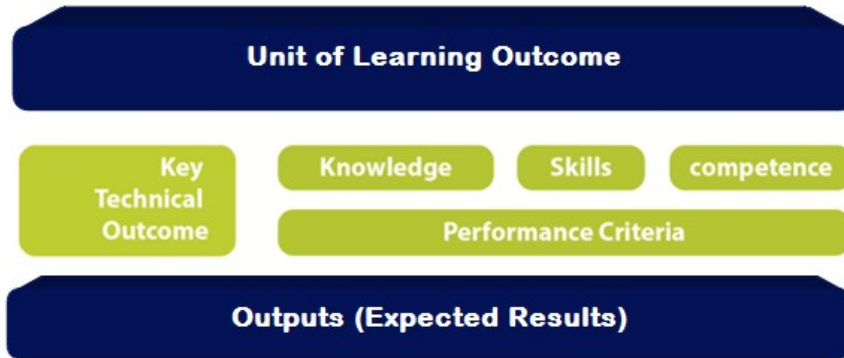 Unit of Learning Outcome
Key
Technical
Outcome
Knowledge
Skills
competence
Performance Criteria
Outputs (Expected Results)